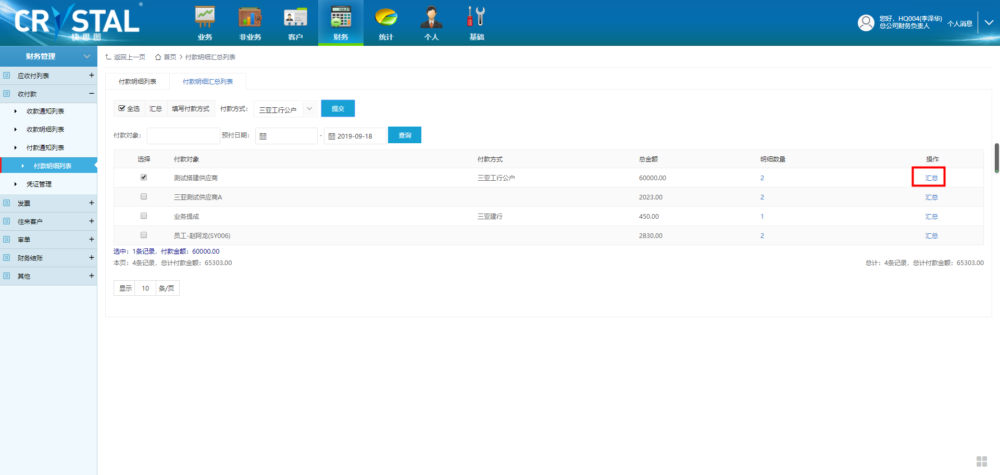 CRYSTAL®
快思图
业务 非业务 客户 财务 统计 个人 基础
您好，HQ004(李泽华)
总公司财务负责人
个人消息
财务管理
应收付列表 +
收付款 −
收款通知列表
收款明细列表
付款通知列表
付款明细列表
凭证管理
发票 +
往来客户 +
审单 +
财务结账 +
其他 +
返回上一页 首页 > 付款明细汇总列表
付款明细列表 付款明细汇总列表
全选 汇总 填写付款方式 付款方式： 三亚工行公户 提交
付款对象： 预付日期： - 2019-09-18 查询
选择 付款对象 付款方式 总金额 明细数量 操作
测试搭建供应商 三亚工行公户 60000.00 2 汇总
三亚测试供应商A 2023.00 2 汇总
业务提成 三亚建行 450.00 1 汇总
员工-赵阿龙(SY006) 2830.00 2 汇总
选中：1条记录，付款金额：60000.00
本页：4条记录，总计付款金额：65303.00 总计：4条记录，总计付款金额：65303.00
显示 10 条/页